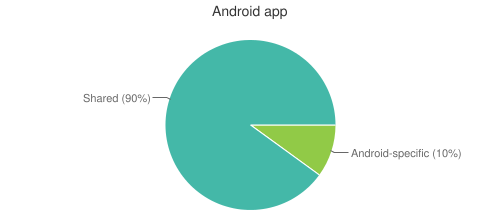 Android app
Shared (90%)
Android-specific (10%)